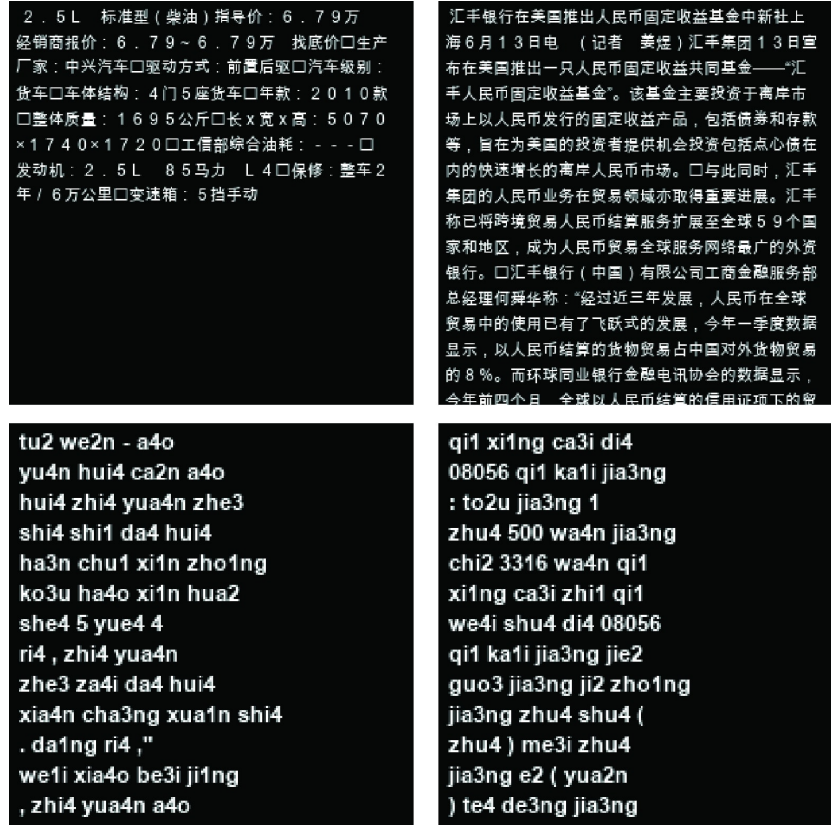 2.5L 标准型(柴油)指导价:6.79万
经销商报价:6.79~6.79万 找底价□生产
厂家:中兴汽车□驱动方式:前置后驱□汽车级别:
货车□车体结构:4门5座货车□年款:2010款
□整体质量:1695公斤□长x宽x高:5070
×1740×1720□工信部综合油耗:---□
发动机:2.5L 85马力 L4□保修:整车2
年/6万公里□变速箱:5挡手动
汇丰银行在美国推出人民币固定收益基金中新社上
海6月13日电 (记者 姜煜)汇丰集团13日宣
布在美国推出一只人民币固定收益共同基金——“汇
丰人民币固定收益基金”。该基金主要投资于离岸市
场上以人民币发行的固定收益产品,包括债券和存款
等,旨在为美国的投资者提供机会投资包括点心债在
内的快速增长的离岸人民币市场。□与此同时,汇丰
集团的人民币业务在贸易领域亦取得重要进展。汇丰
称已将跨境贸易人民币结算服务扩展至全球59个国
家和地区,成为人民币贸易全球服务网络最广的外资
银行。□汇丰银行(中国)有限公司工商金融服务部
总经理何舜华称:“经过近三年发展,人民币在全球
贸易中的使用已有了飞跃式的发展,今年一季度数据
显示,以人民币结算的货物贸易占中国对外货物贸易
的8%。而环球同业银行金融电讯协会的数据显示,
今年前四个月 全球以人民币结算的信用证项下的贸
tu2 we2n - a4o
yu4n hui4 ca2n a4o
hui4 zhi4 yua4n zhe3
shi4 shi1 da4 hui4
ha3n chu1 xi1n zho1ng
ko3u ha4o xi1n hua2
she4 5 yue4 4
ri4 , zhi4 yua4n
zhe3 za4i da4 hui4
xia4n cha3ng xua1n shi4
. da1ng ri4 ,"
we1i xia4o be3i ji1ng
, zhi4 yua4n a4o
qi1 xi1ng ca3i di4
08056 qi1 ka1i jia3ng
: to2u jia3ng 1
zhu4 500 wa4n jia3ng
chi2 3316 wa4n qi1
xi1ng ca3i zhi1 qi1
we4i shu4 di4 08056
qi1 ka1i jia3ng jie2
guo3 jia3ng ji2 zho1ng
jia3ng zhu4 shu4 (
zhu4 ) me3i zhu4
jia3ng e2 ( yua2n
) te4 de3ng jia3ng